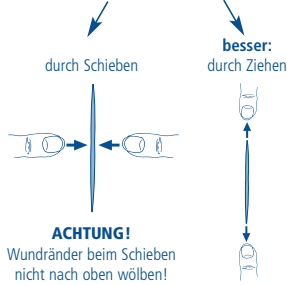 durch Schieben
besser:
durch Ziehen
ACHTUNG!
Wundränder beim Schieben
nicht nach oben wölben!